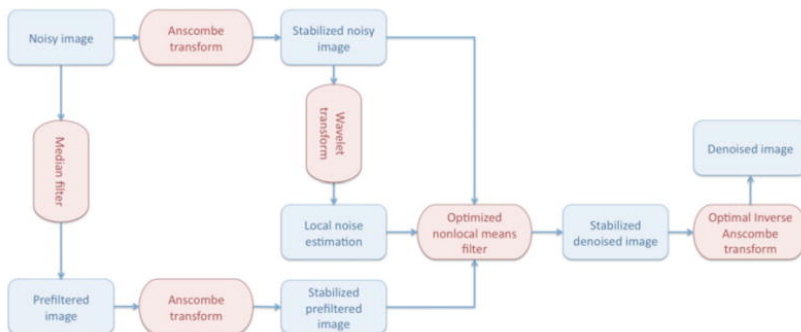 Noisy image
Anscombe
transform
Stabilized noisy
image
Median filter
Wavelet
transform
Denoised image
Local noise
estimation
Optimized
nonlocal means
filter
Stabilized
denoised image
Optimal Inverse
Anscombe
transform
Prefiltered
image
Anscombe
transform
Stabilized
prefiltered
image